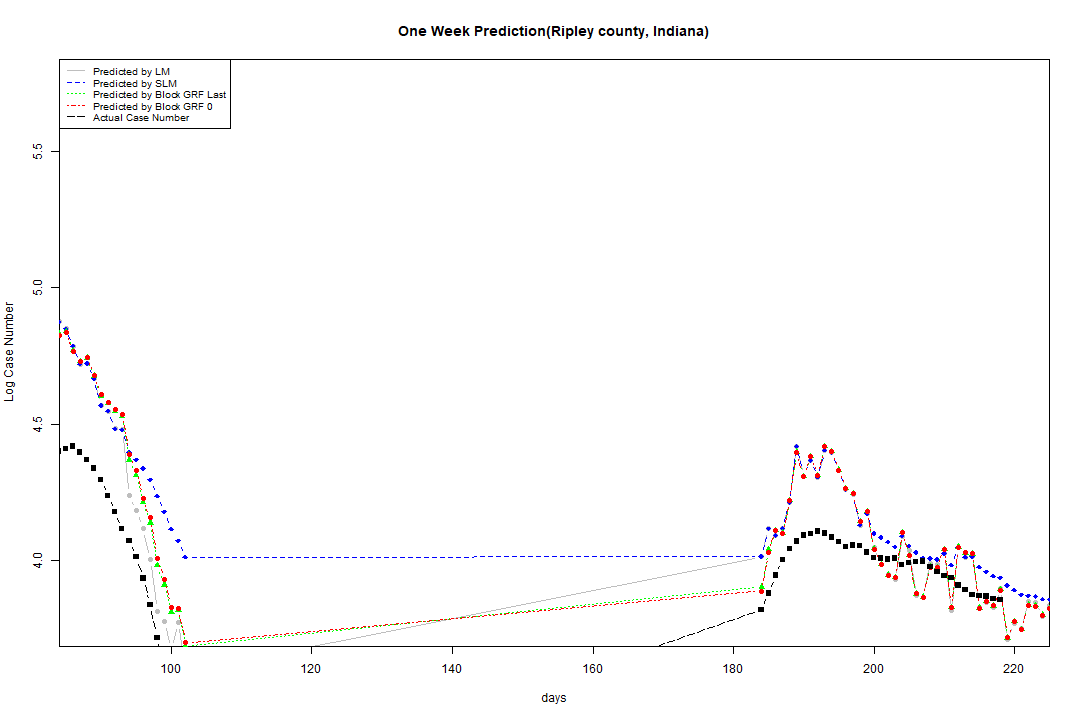 One Week Prediction(Ripley county, Indiana)
Predicted by LM
Predicted by SLM
Predicted by Block GRF Last
Predicted by Block GRF 0
Actual Case Number
5.5
5.0
4.5
4.0
Log Case Number
100 120 140 160 180 200 220
days